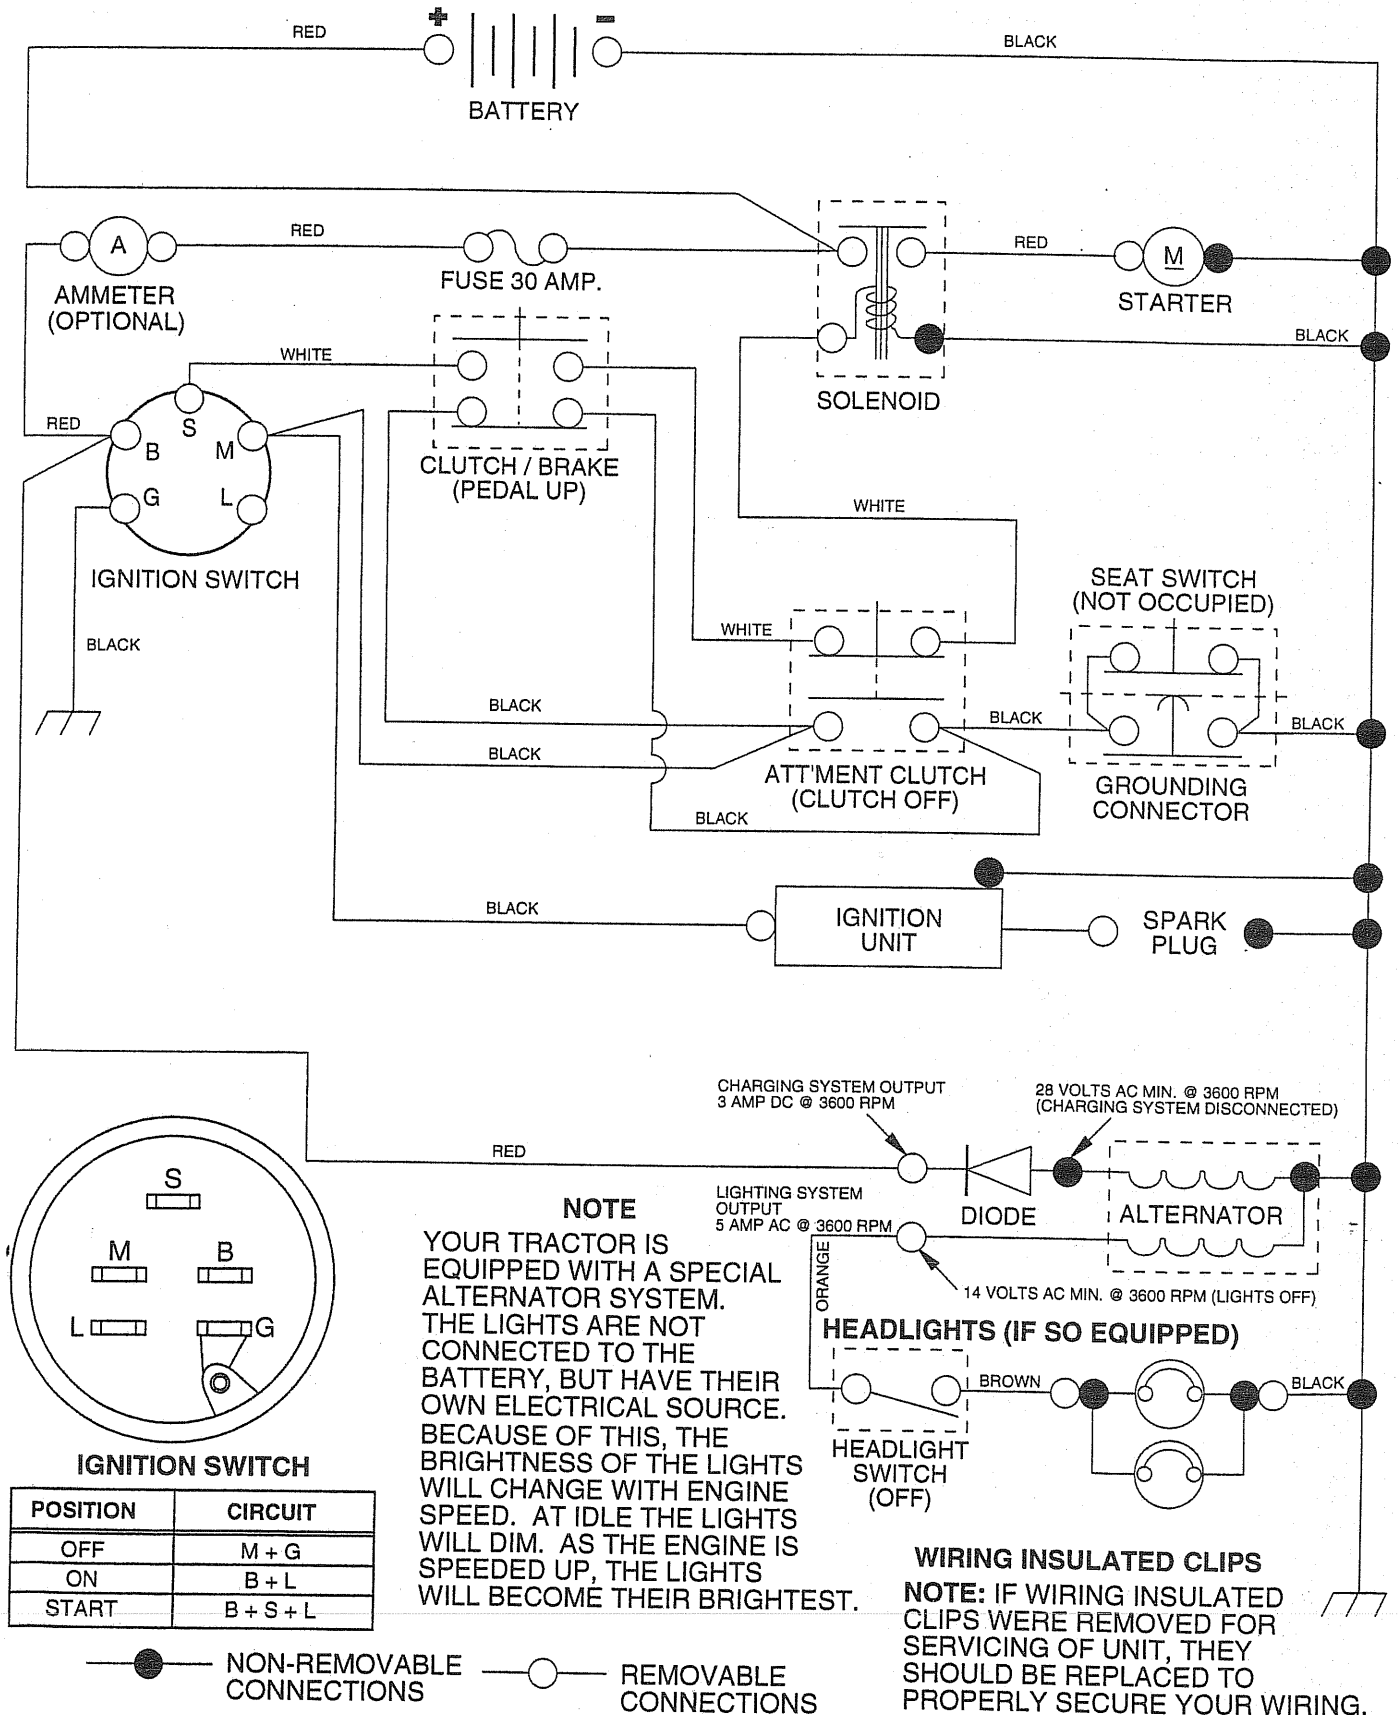 +
−
RED
BLACK
BATTERY
A
RED
RED
M
FUSE 30 AMP.
AMMETER
(OPTIONAL)
STARTER
BLACK
WHITE
SOLENOID
RED
S
B
M
G
L
CLUTCH / BRAKE
(PEDAL UP)
WHITE
IGNITION SWITCH
SEAT SWITCH
(NOT OCCUPIED)
WHITE
BLACK
BLACK
BLACK
BLACK
BLACK
ATT'MENT CLUTCH
(CLUTCH OFF)
GROUNDING
CONNECTOR
BLACK
BLACK
IGNITION
UNIT
SPARK
PLUG
CHARGING SYSTEM OUTPUT
3 AMP DC @ 3600 RPM
28 VOLTS AC MIN. @ 3600 RPM
(CHARGING SYSTEM DISCONNECTED)
RED
DIODE
ALTERNATOR
LIGHTING SYSTEM
OUTPUT
5 AMP AC @ 3600 RPM
ORANGE
14 VOLTS AC MIN. @ 3600 RPM (LIGHTS OFF)
HEADLIGHTS (IF SO EQUIPPED)
BROWN
BLACK
HEADLIGHT
SWITCH
(OFF)
NOTE
YOUR TRACTOR IS
EQUIPPED WITH A SPECIAL
ALTERNATOR SYSTEM.
THE LIGHTS ARE NOT
CONNECTED TO THE
BATTERY, BUT HAVE THEIR
OWN ELECTRICAL SOURCE.
BECAUSE OF THIS, THE
BRIGHTNESS OF THE LIGHTS
WILL CHANGE WITH ENGINE
SPEED. AT IDLE THE LIGHTS
WILL DIM. AS THE ENGINE IS
SPEEDED UP, THE LIGHTS
WILL BECOME THEIR BRIGHTEST.
S
M
B
L
G
IGNITION SWITCH
POSITION CIRCUIT
OFF M + G
ON B + L
START B + S + L
WIRING INSULATED CLIPS
NOTE: IF WIRING INSULATED
CLIPS WERE REMOVED FOR
SERVICING OF UNIT, THEY
SHOULD BE REPLACED TO
PROPERLY SECURE YOUR WIRING.
NON-REMOVABLE
CONNECTIONS
REMOVABLE
CONNECTIONS